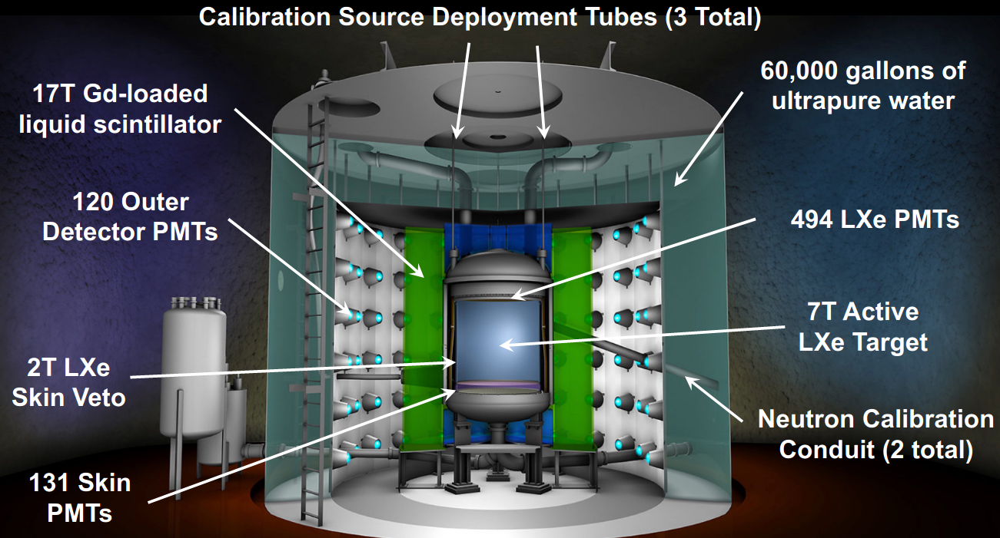 Calibration Source Deployment Tubes (3 Total)
17T Gd-loaded
liquid scintillator
60,000 gallons of
ultrapure water
120 Outer
Detector PMTs
494 LXe PMTs
7T Active
LXe Target
2T LXe
Skin Veto
Neutron Calibration
Conduit (2 total)
131 Skin
PMTs